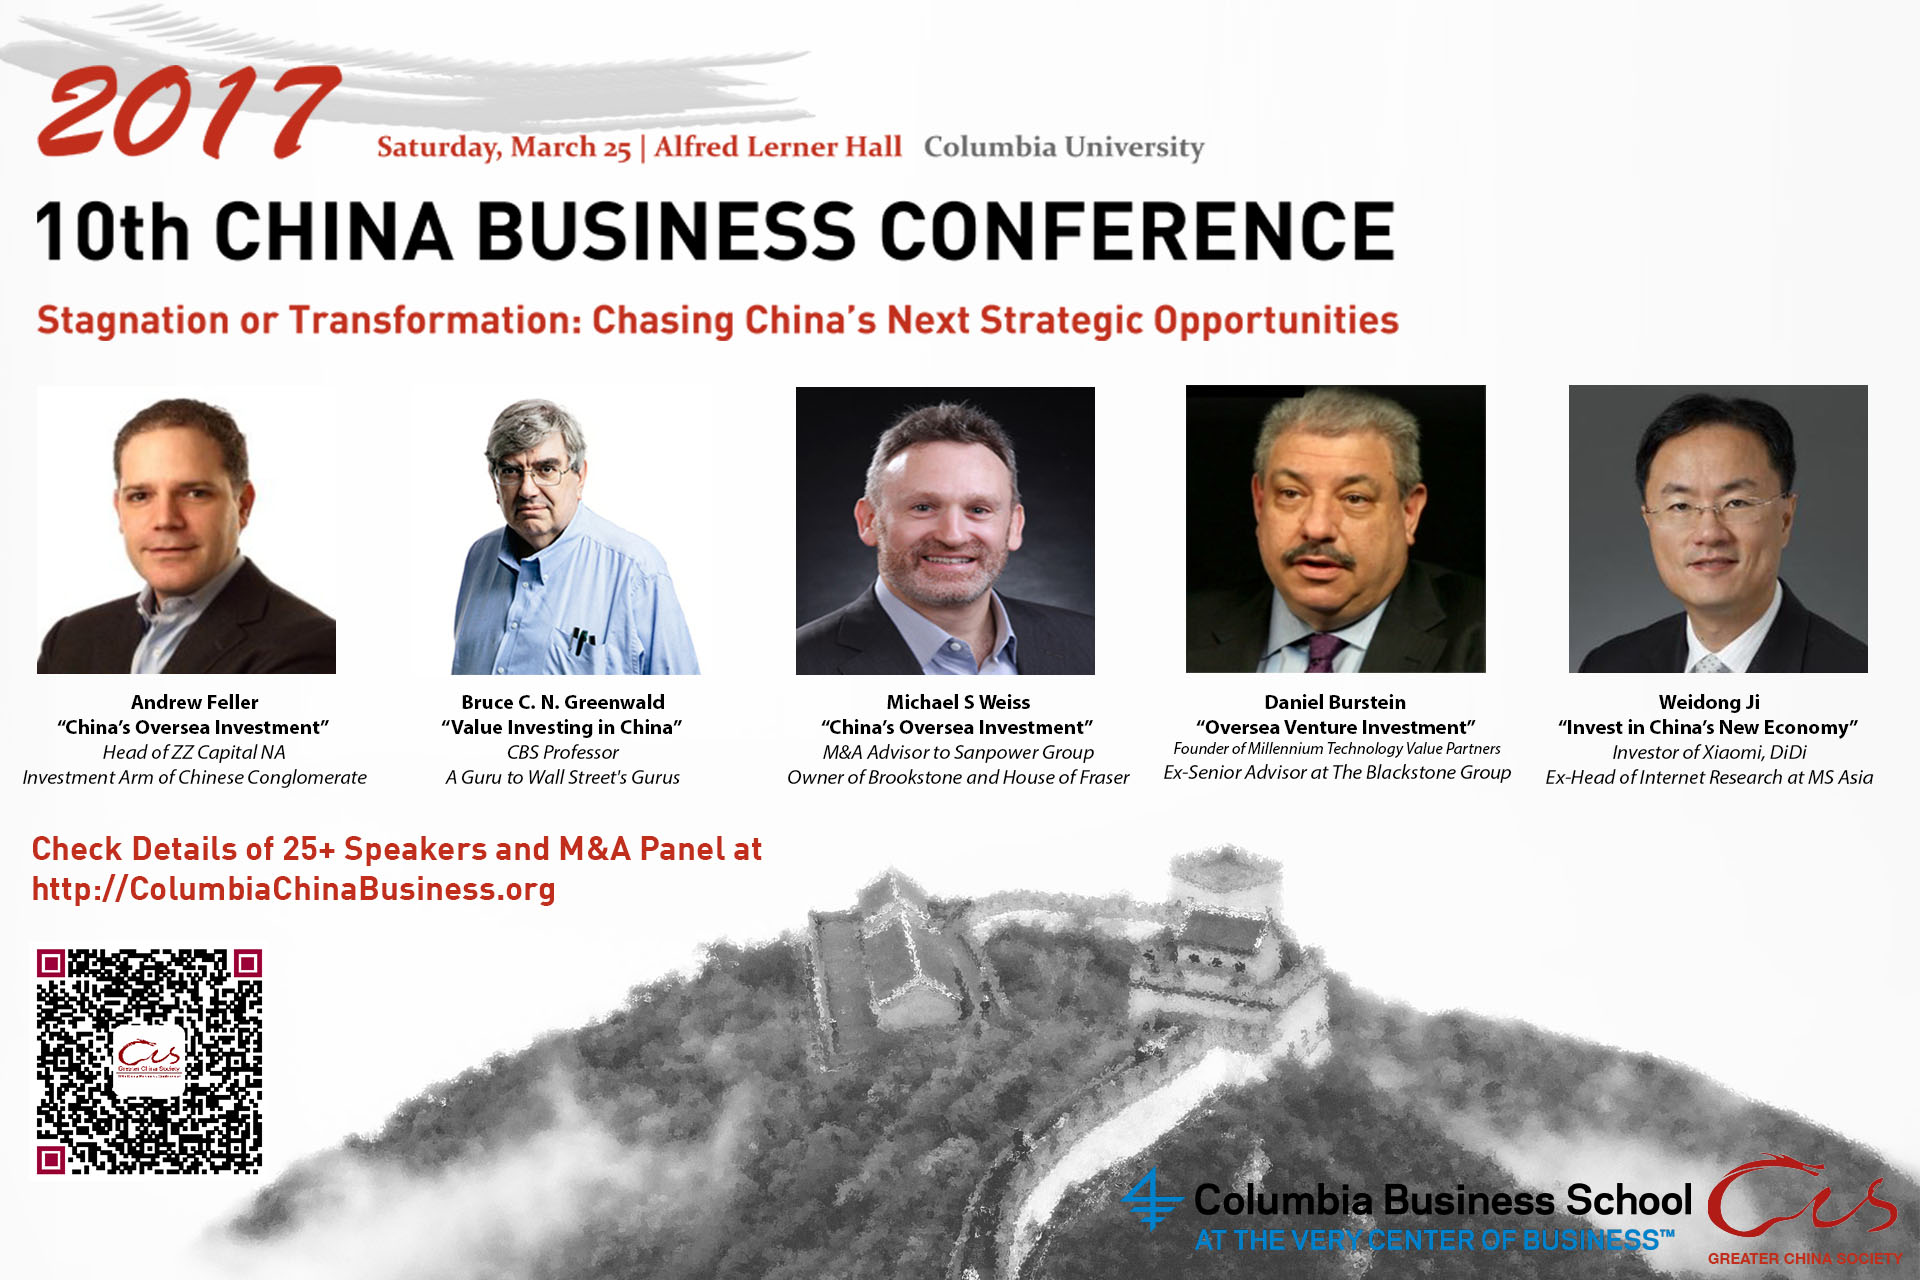 2017
Saturday, March 25 | Alfred Lerner Hall Columbia University
10th CHINA BUSINESS CONFERENCE
Stagnation or Transformation: Chasing China's Next Strategic Opportunities
Andrew Feller
“China's Oversea Investment”
Head of ZZ Capital NA
Investment Arm of Chinese Conglomerate
Bruce C. N. Greenwald
“Value Investing in China”
CBS Professor
A Guru to Wall Street's Gurus
Michael S Weiss
“China's Oversea Investment”
M&A Advisor to Sanpower Group
Owner of Brookstone and House of Fraser
Daniel Burstein
“Oversea Venture Investment”
Founder of Millennium Technology Value Partners
Ex-Senior Advisor at The Blackstone Group
Weidong Ji
“Invest in China's New Economy”
Investor of Xiaomi, DiDi
Ex-Head of Internet Research at MS Asia
Check Details of 25+ Speakers and M&A Panel at
http://ColumbiaChinaBusiness.org
Greater China Society
Columbia Business School
AT THE VERY CENTER OF BUSINESS™
GREATER CHINA SOCIETY